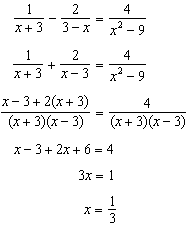 1/(x + 3) − 2/(3 − x) = 4/(x² − 9)
1/(x + 3) + 2/(x − 3) = 4/(x² − 9)
(x − 3 + 2(x + 3))/((x + 3)(x − 3)) = 4/((x + 3)(x − 3))
x − 3 + 2x + 6 = 4
3x = 1
x = 1/3